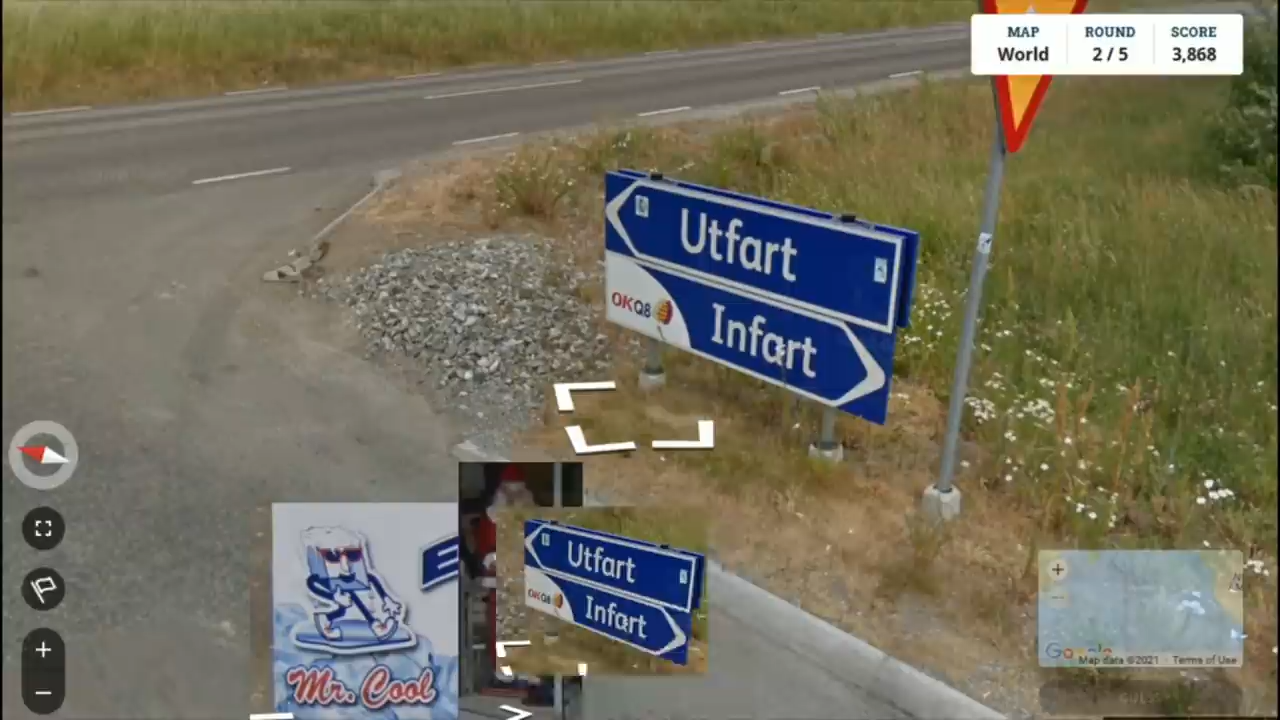 MAP
ROUND
SCORE
World
2 / 5
3,868
Utfart
OKQ8
Infart
Utfart
OKQ8
Infart
Mr. Cool
Google
Map data ©2021
Terms of Use